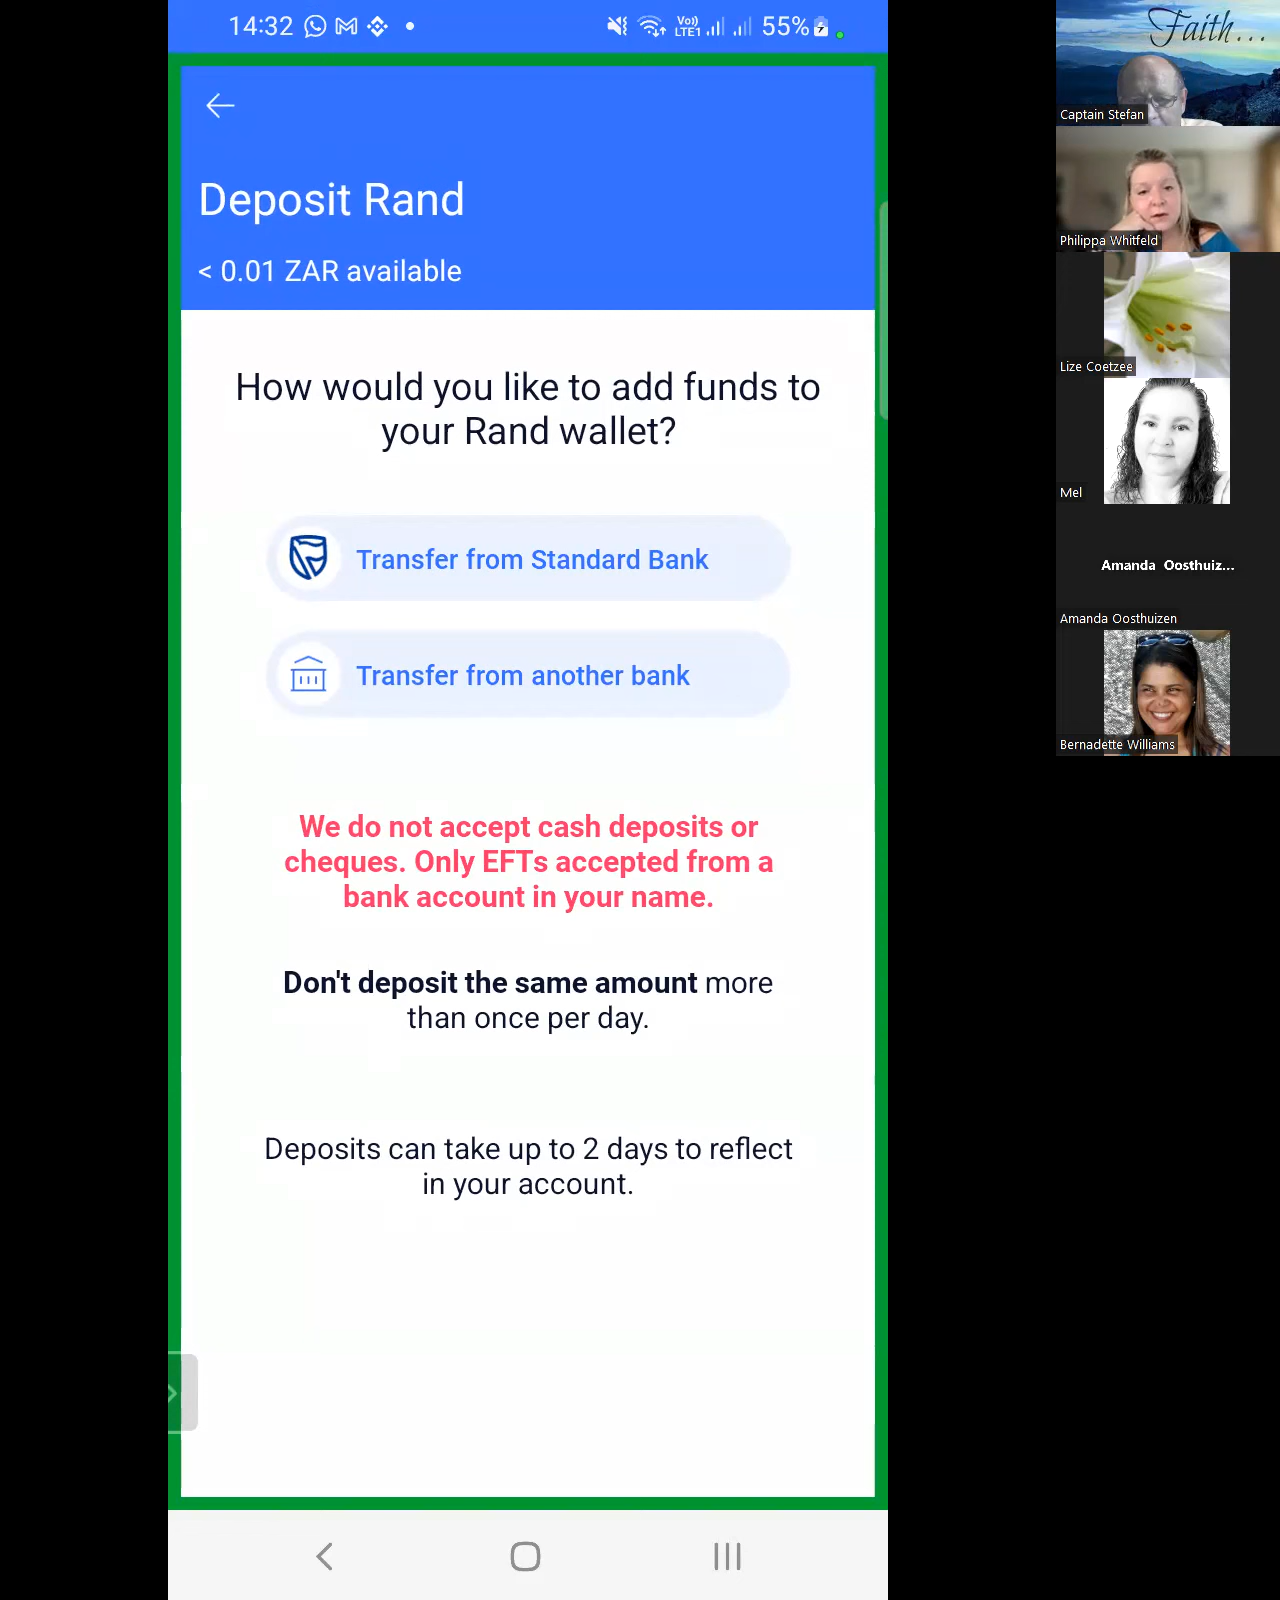 14:32
Vo))
LTE1
55%
Deposit Rand
< 0.01 ZAR available
How would you like to add funds to
your Rand wallet?
Transfer from Standard Bank
Transfer from another bank
We do not accept cash deposits or
cheques. Only EFTs accepted from a
bank account in your name.
Don't deposit the same amount more
than once per day.
Deposits can take up to 2 days to reflect
in your account.
Faith...
Captain Stefan
Philippa Whitfeld
Lize Coetzee
Mel
Amanda Oosthuiz...
Amanda Oosthuizen
Bernadette Williams